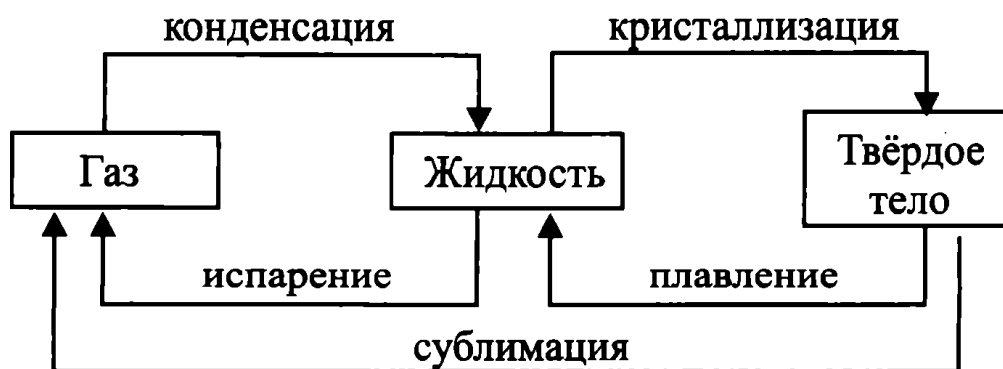 конденсация
кристаллизация
Газ
Жидкость
Твёрдое
тело
испарение
плавление
сублимация